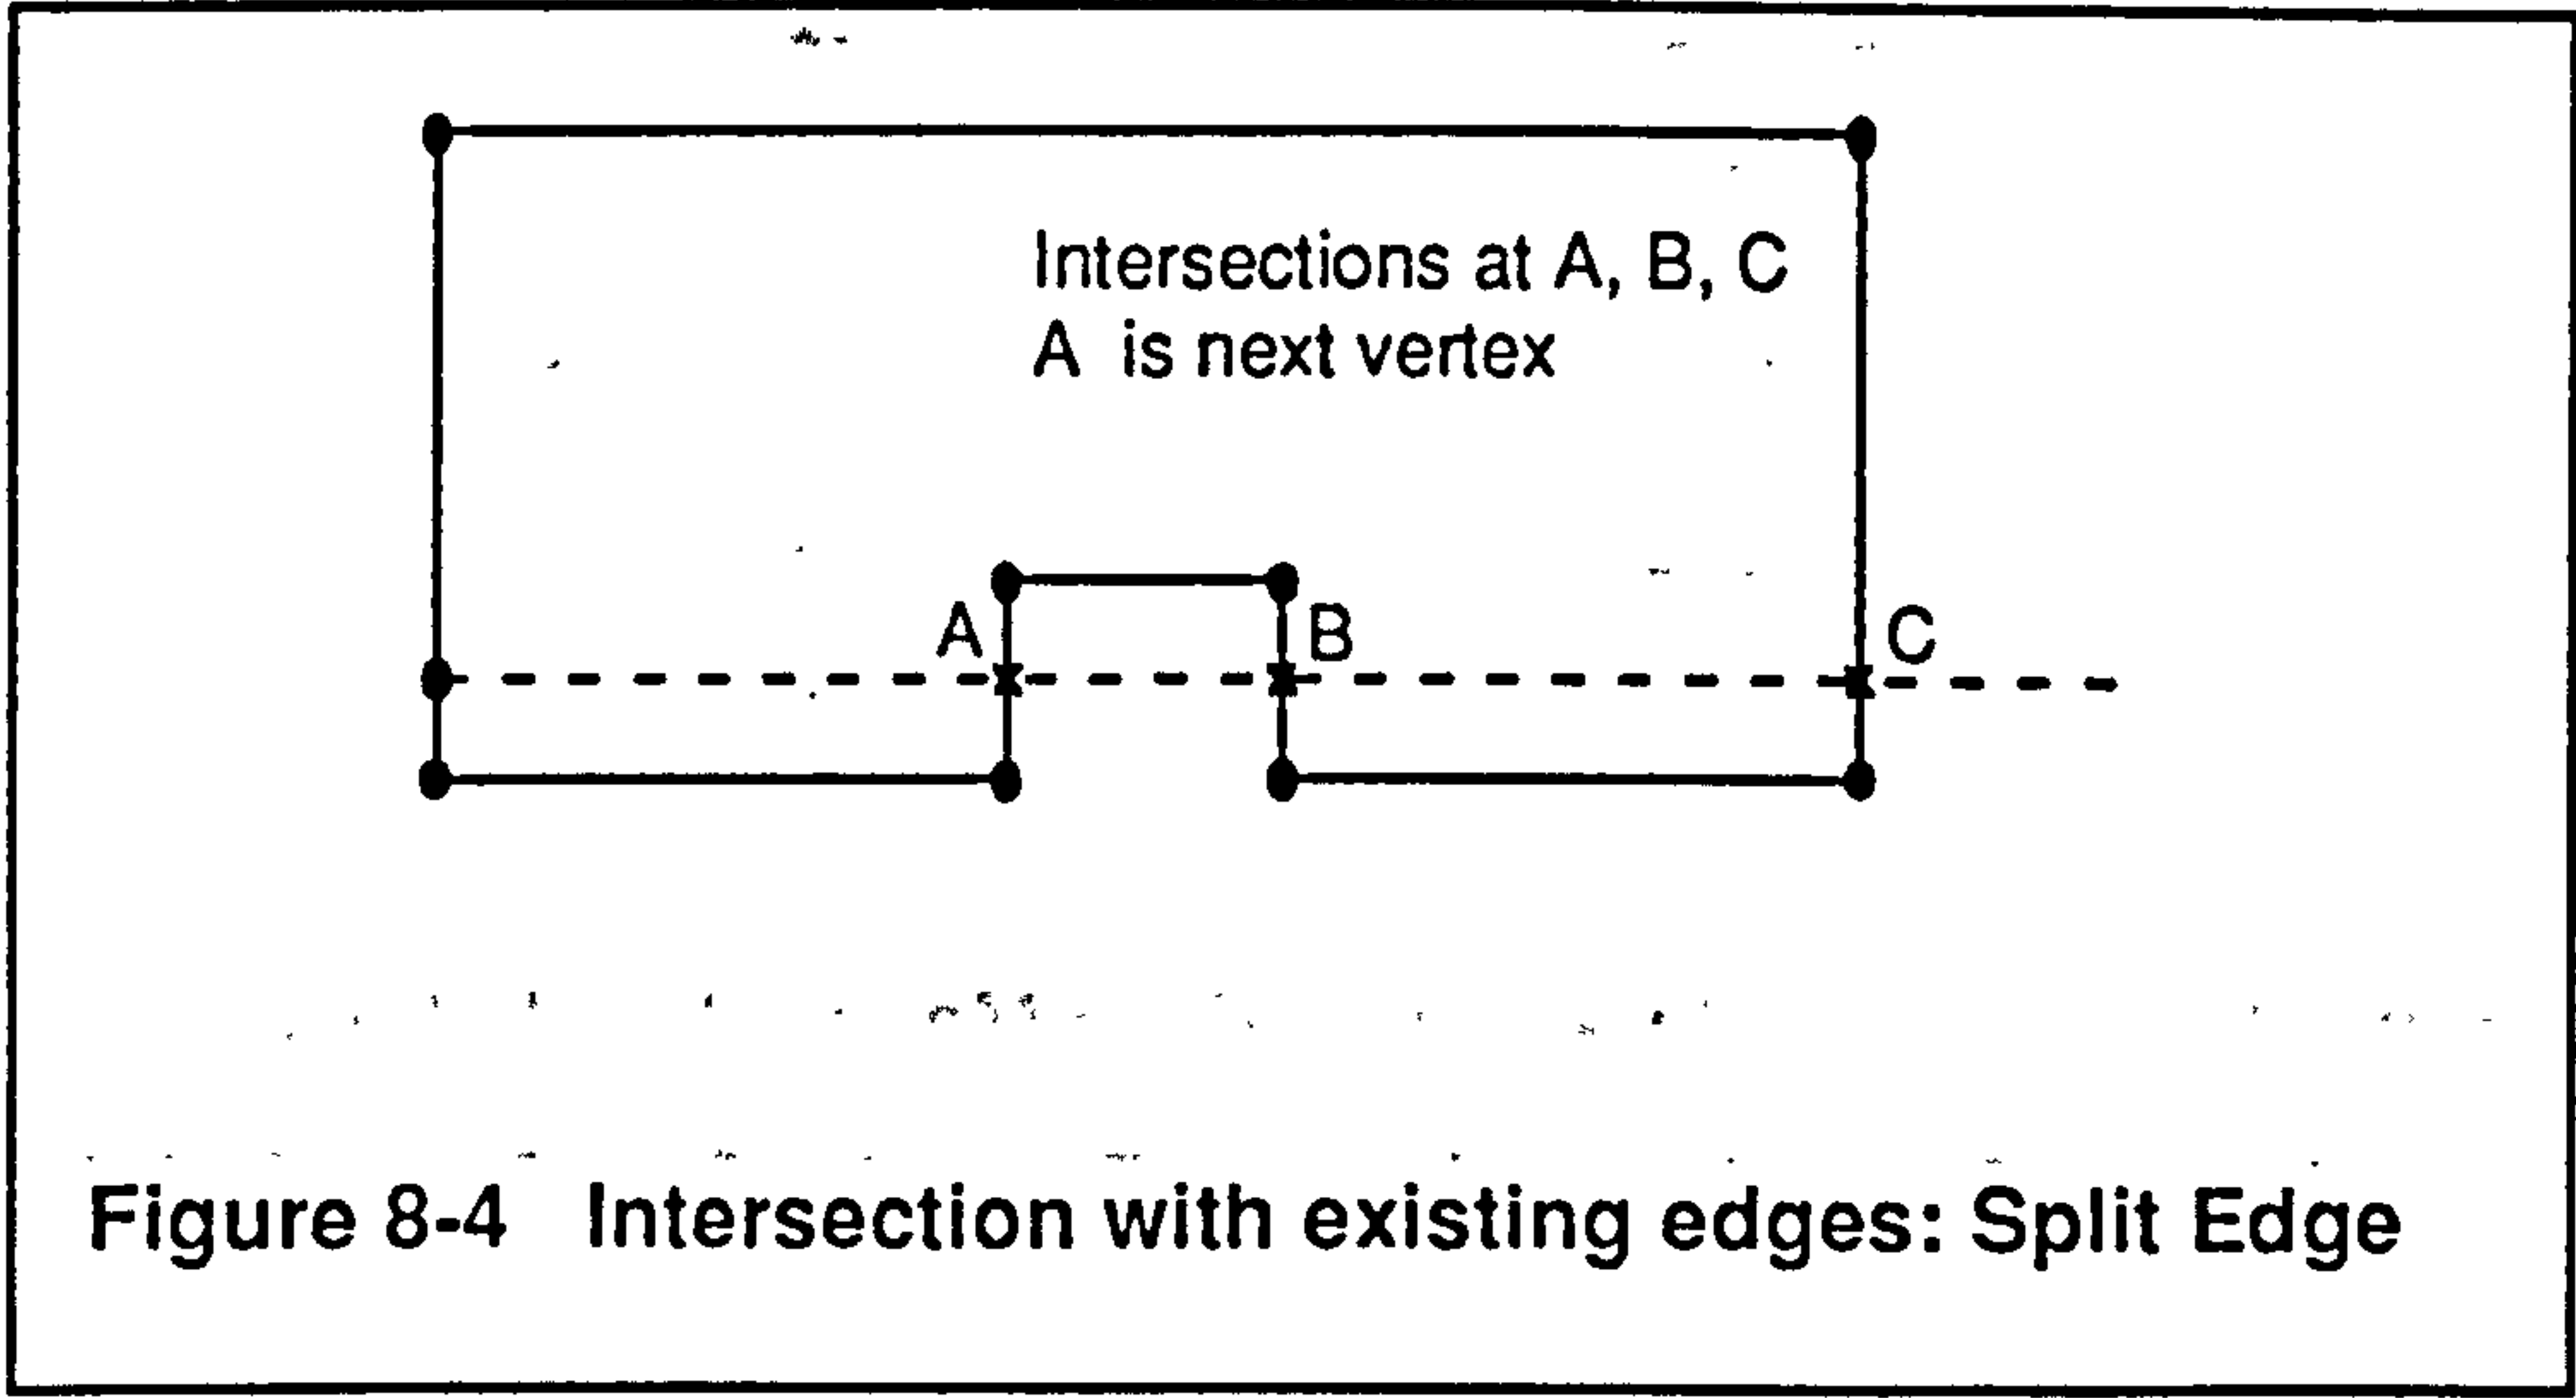 Intersections at A, B, C
A is next vertex
A
B
C
Figure 8-4 Intersection with existing edges: Split Edge